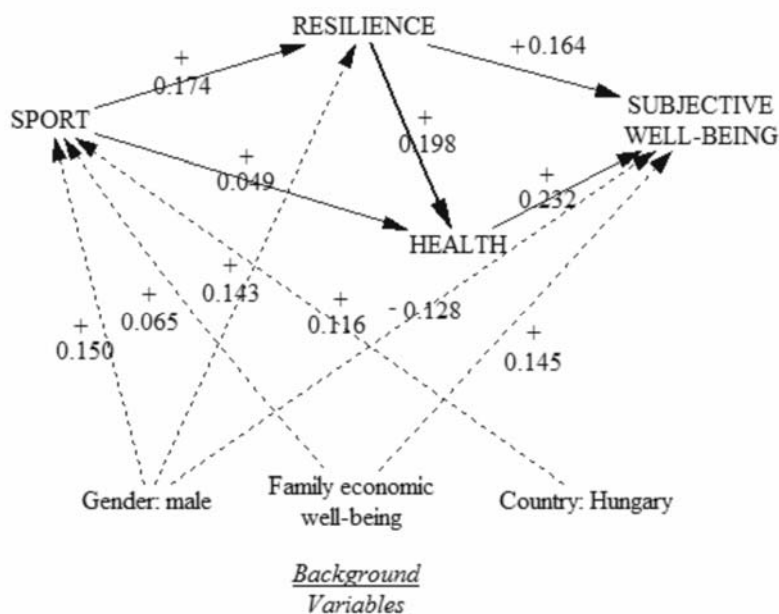 RESILIENCE
+
0.174
+0.164
SPORT
SUBJECTIVE
WELL-BEING
+
0.198
+
0.049
+
0.232
HEALTH
+
0.150
+
0.065
+
0.143
+
0.116
- 0.128
+
0.145
Gender: male
Family economic
well-being
Country: Hungary
Background
Variables